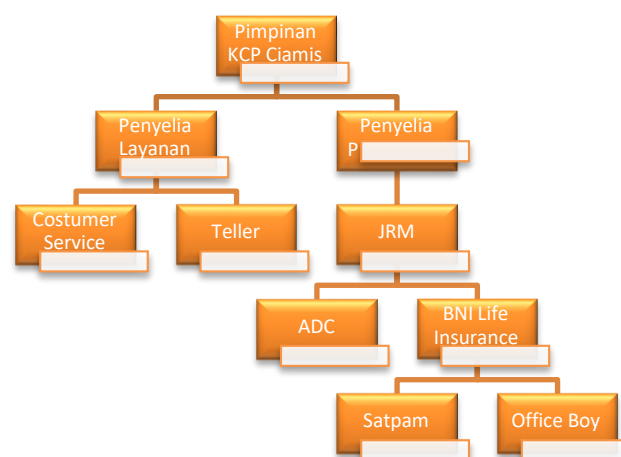 Pimpinan
KCP Ciamis
Penyelia
Layanan
Penyelia
P
Costumer
Service
Teller
JRM
ADC
BNI Life
Insurance
Satpam
Office Boy